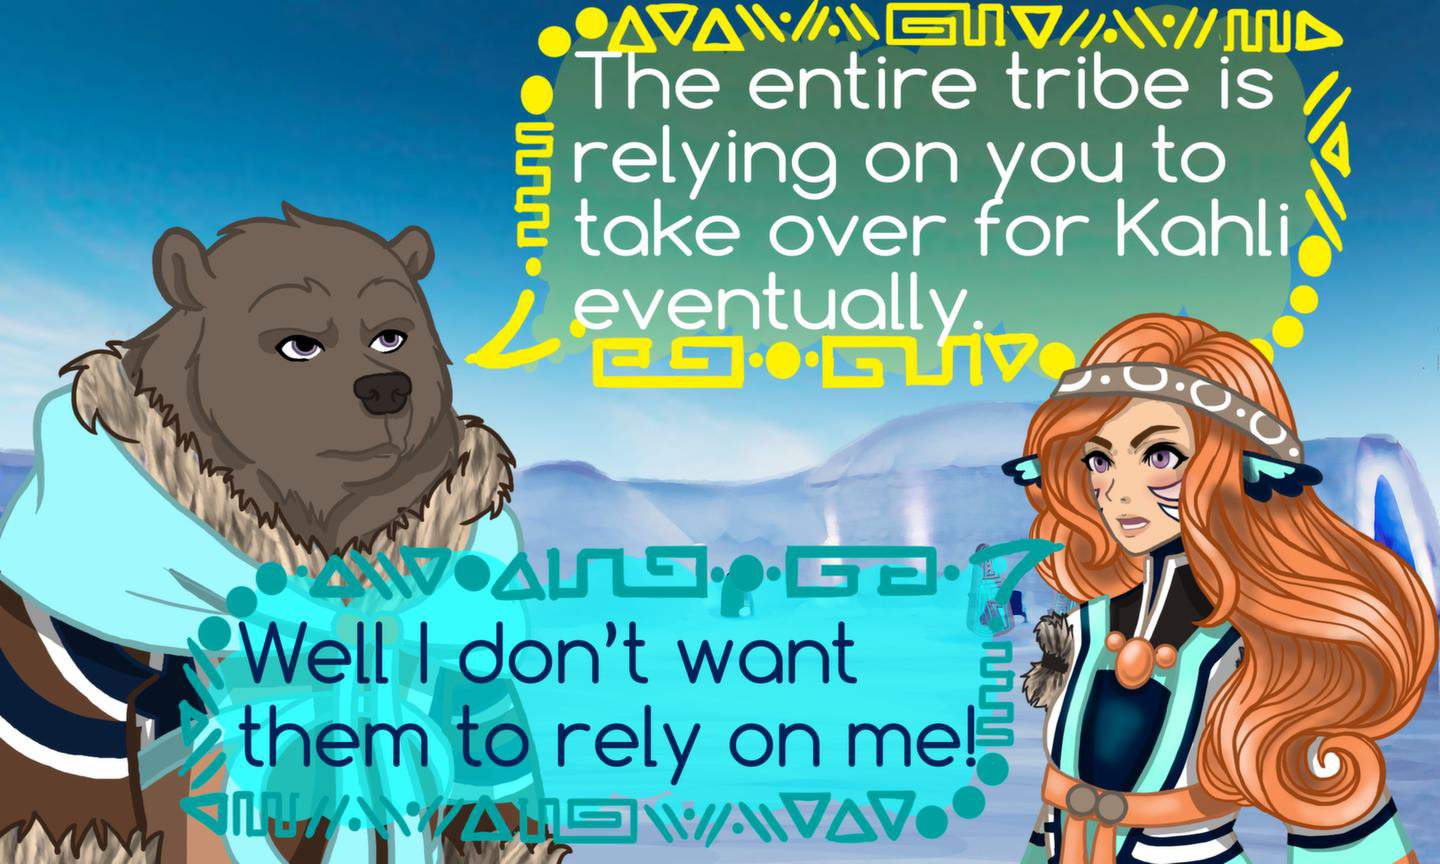 The entire tribe is
relying on you to
take over for Kahli
eventually.
Well I don't want
them to rely on me!